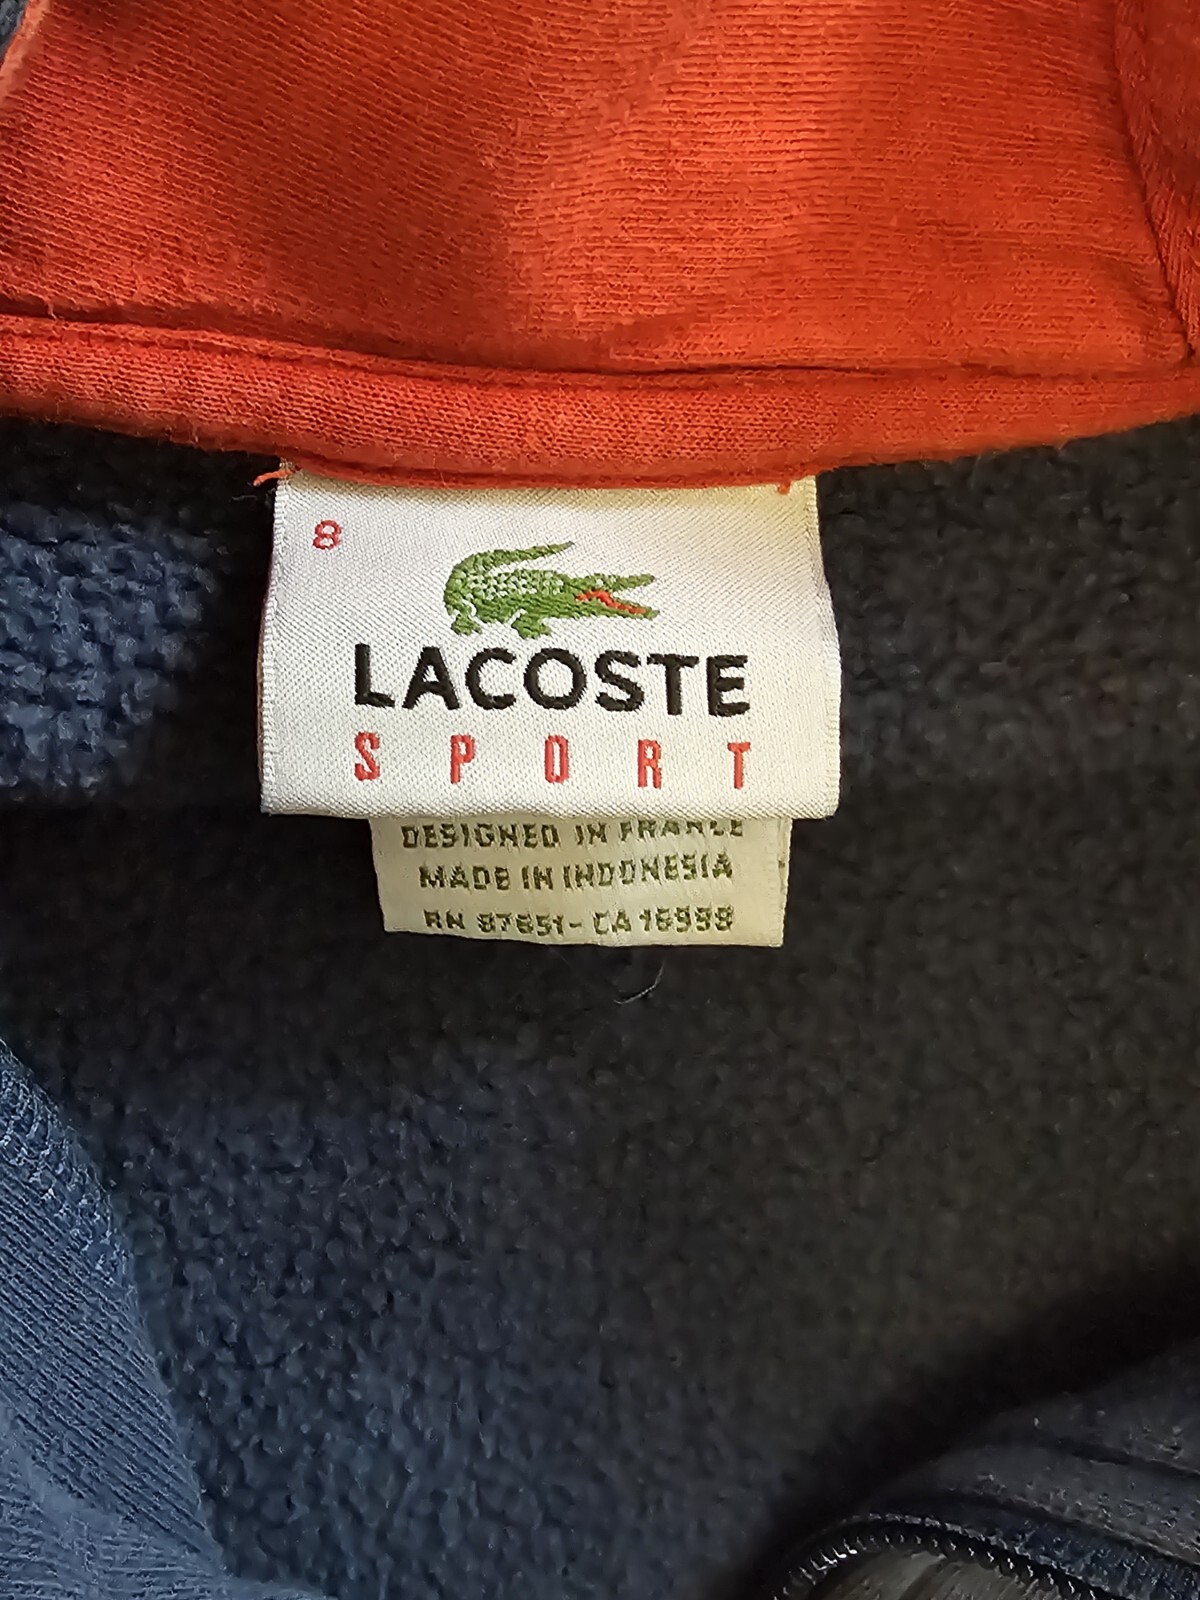 8
LACOSTE
SPORT
DESIGNED IN FRANCE
MADE IN INDONESIA
RN 87651 - CA 16998